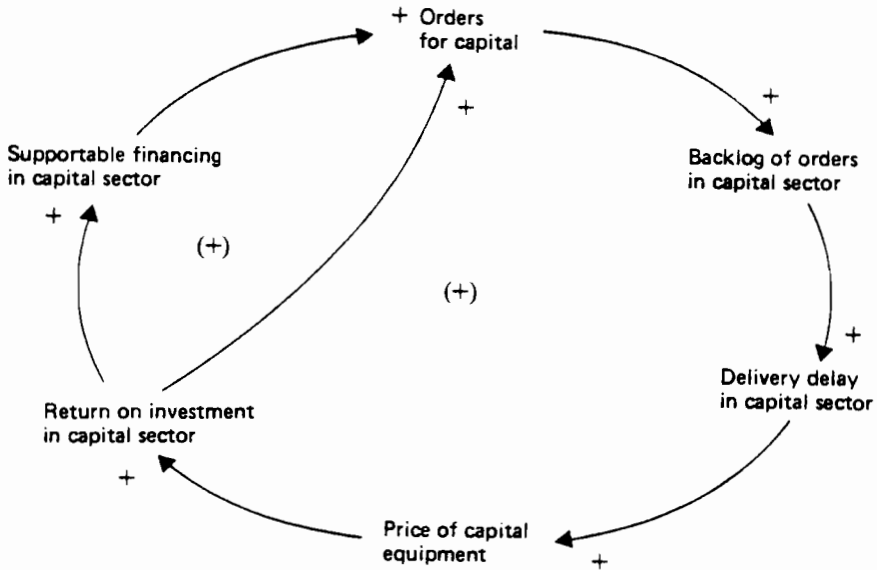 + Orders
for capital
+
+
Supportable financing
in capital sector
+
Backlog of orders
in capital sector
(+)
(+)
+
Delivery delay
in capital sector
Return on investment
in capital sector
+
Price of capital
equipment
+